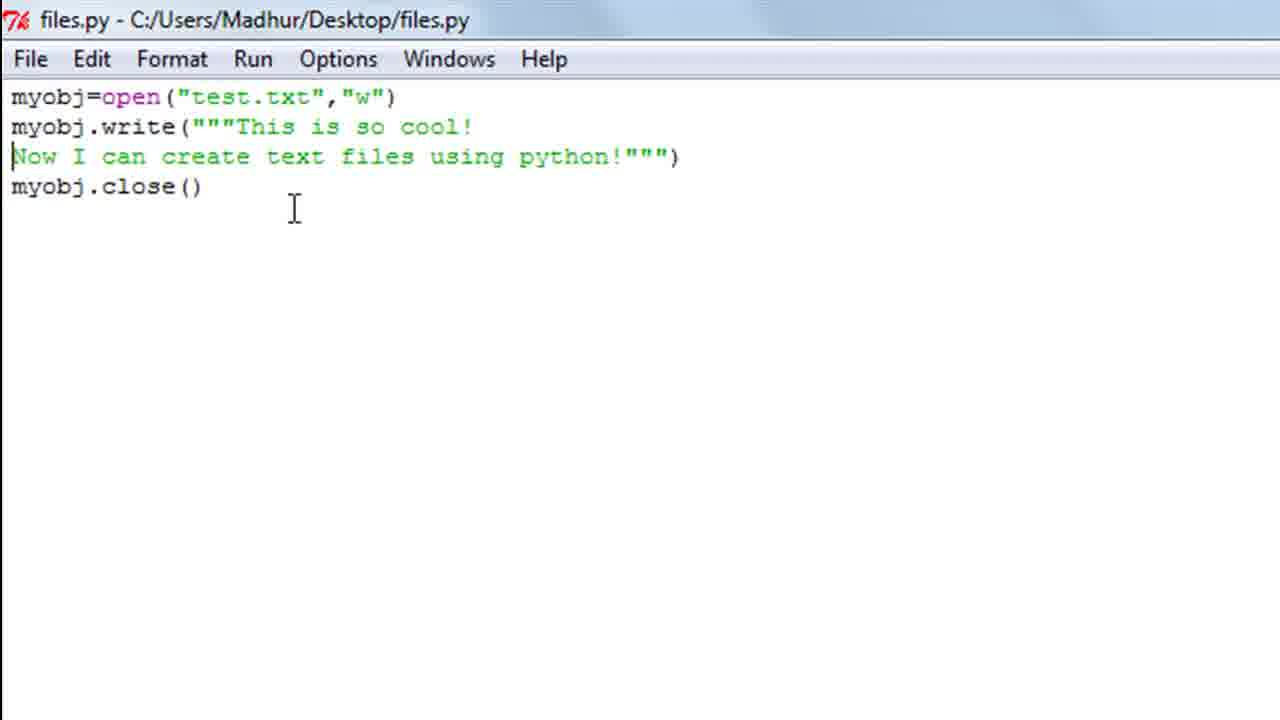 files.py - C:/Users/Madhur/Desktop/files.py
File Edit Format Run Options Windows Help
myobj=open("test.txt","w")
myobj.write("""This is so cool!
Now I can create text files using python!""")
myobj.close()